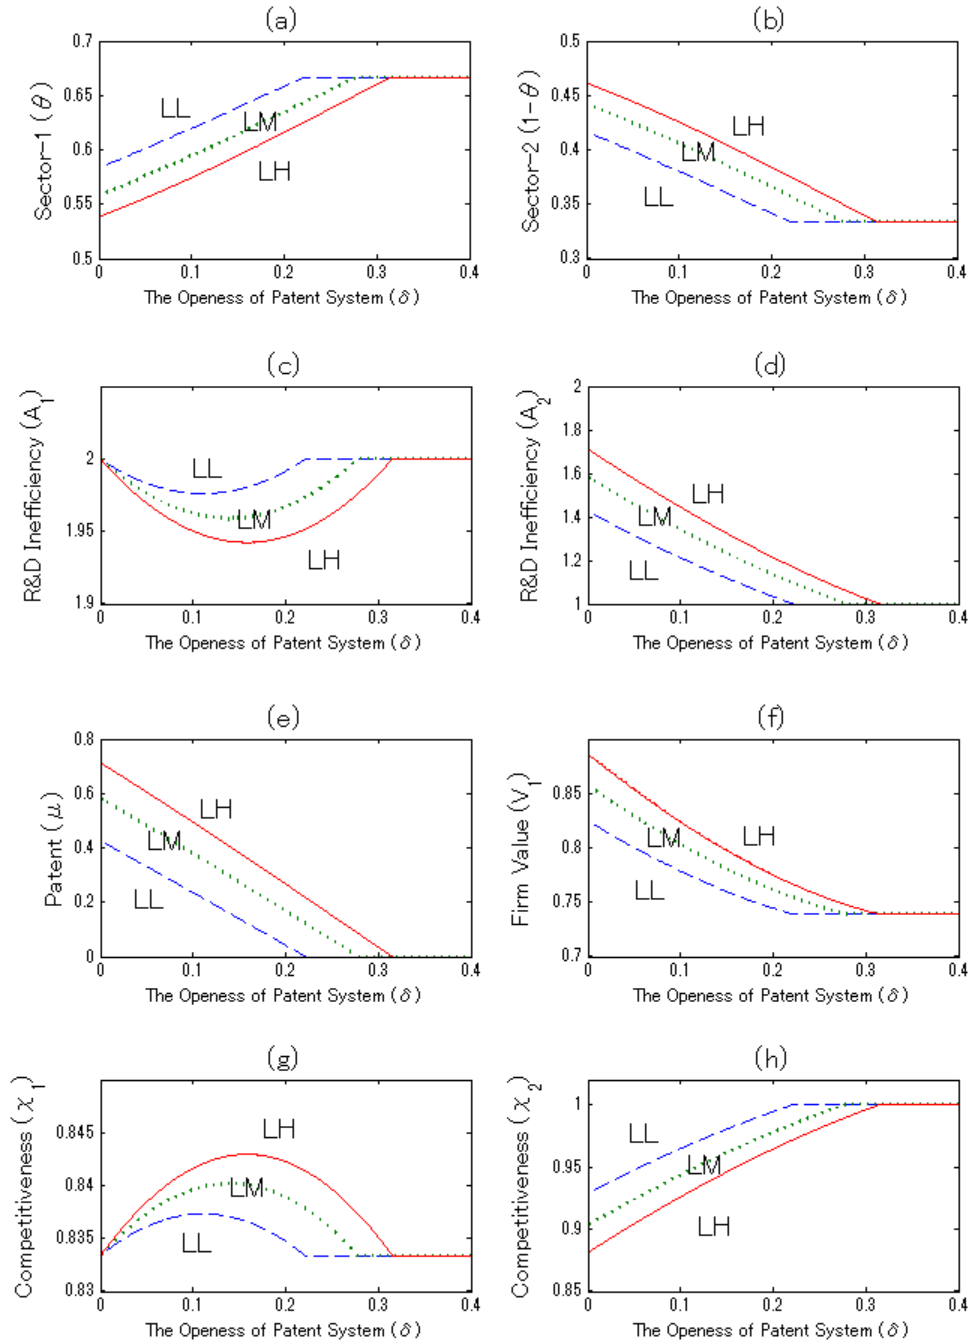 (a)
0.7
0.65
0.6
0.55
0.5
Sector-1 (θ)
LL
LM
LH
0 0.1 0.2 0.3 0.4
The Openess of Patent System (δ)
(b)
0.5
0.45
0.4
0.35
0.3
Sector-2 (1-θ)
LH
LM
LL
0 0.1 0.2 0.3 0.4
The Openess of Patent System (δ)
(c)
2
1.95
1.9
R&D Inefficiency (A₁)
LL
LM
LH
0 0.1 0.2 0.3 0.4
The Openess of Patent System (δ)
(d)
2
1.8
1.6
1.4
1.2
1
R&D Inefficiency (A₂)
LH
LM
LL
0 0.1 0.2 0.3 0.4
The Openess of Patent System (δ)
(e)
0.8
0.6
0.4
0.2
0
Patent (μ)
LH
LM
LL
0 0.1 0.2 0.3 0.4
The Openess of Patent System (δ)
(f)
0.85
0.8
0.75
0.7
Firm Value (V₁)
LH
LM
LL
0 0.1 0.2 0.3 0.4
The Openess of Patent System (δ)
(g)
0.845
0.84
0.835
0.83
Competitiveness (χ₁)
LH
LM
LL
0 0.1 0.2 0.3 0.4
The Openess of Patent System (δ)
(h)
1
0.95
0.9
0.85
Competitiveness (χ₂)
LL
LM
LH
0 0.1 0.2 0.3 0.4
The Openess of Patent System (δ)